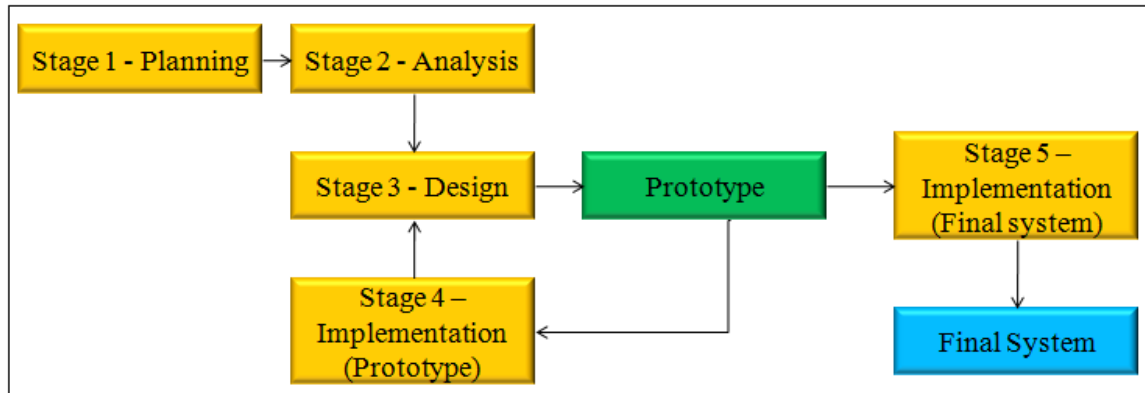 Stage 1 - Planning
Stage 2 - Analysis
Stage 3 - Design
Prototype
Stage 5 –
Implementation
(Final system)
Stage 4 –
Implementation
(Prototype)
Final System